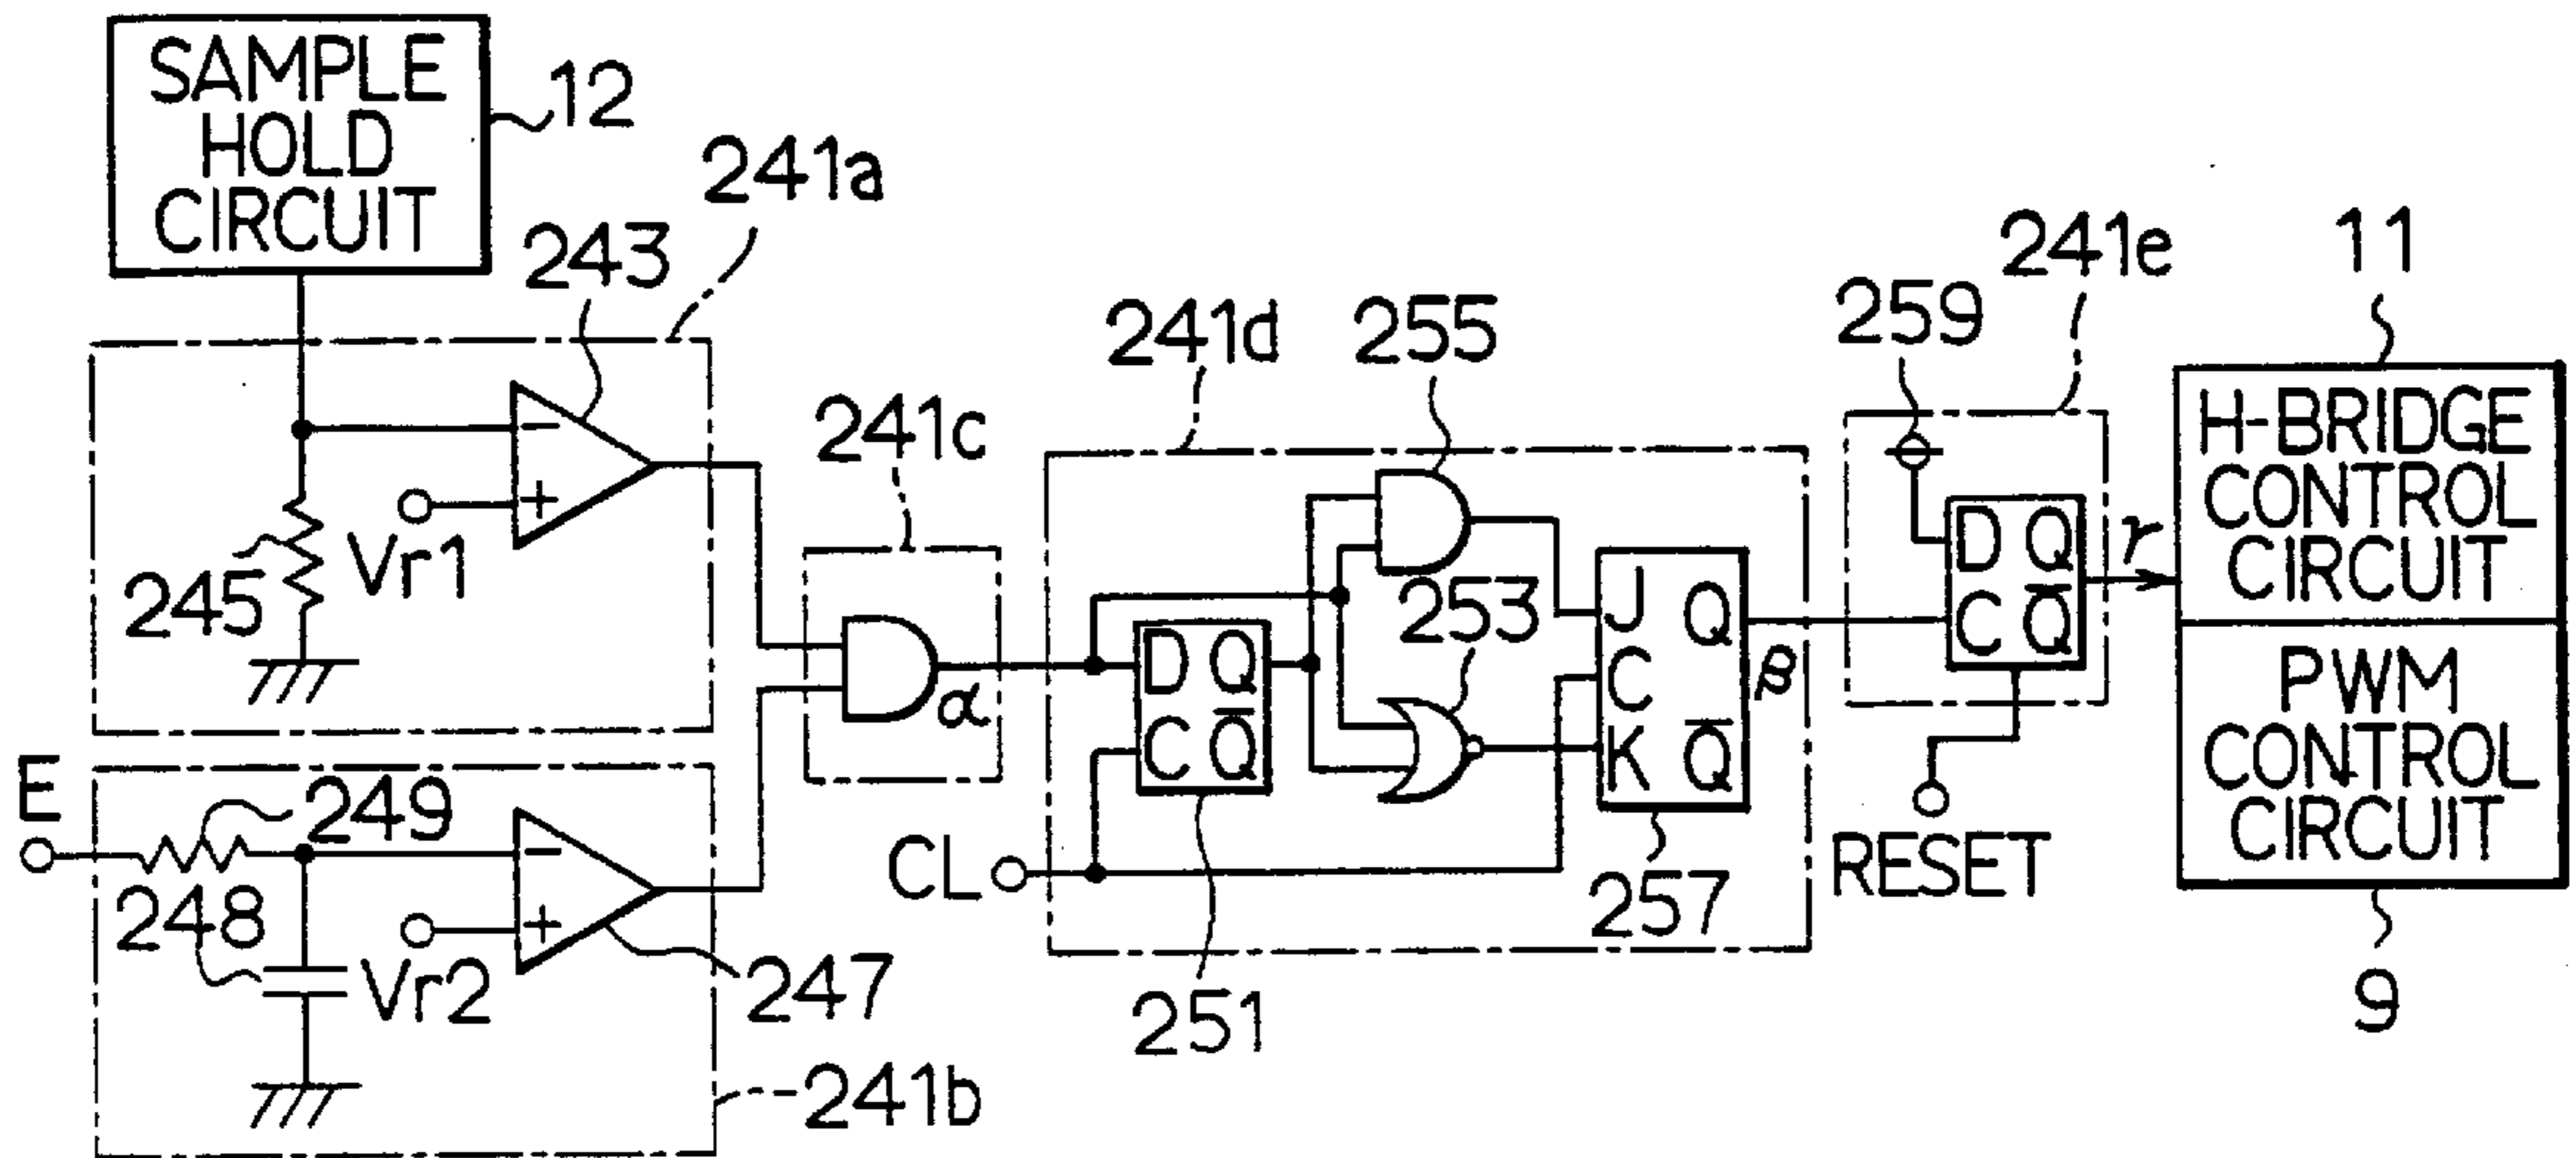 SAMPLE
HOLD
CIRCUIT
12
241a
243
245
Vr1
-
+
241c
α
E
249
248
Vr2
-
+
247
241b
241d
255
253
D Q
C Q̅
251
CL
J Q
C
K Q̅
257
β
241e
259
D Q
C Q̅
γ
RESET
11
H-BRIDGE
CONTROL
CIRCUIT
PWM
CONTROL
CIRCUIT
9